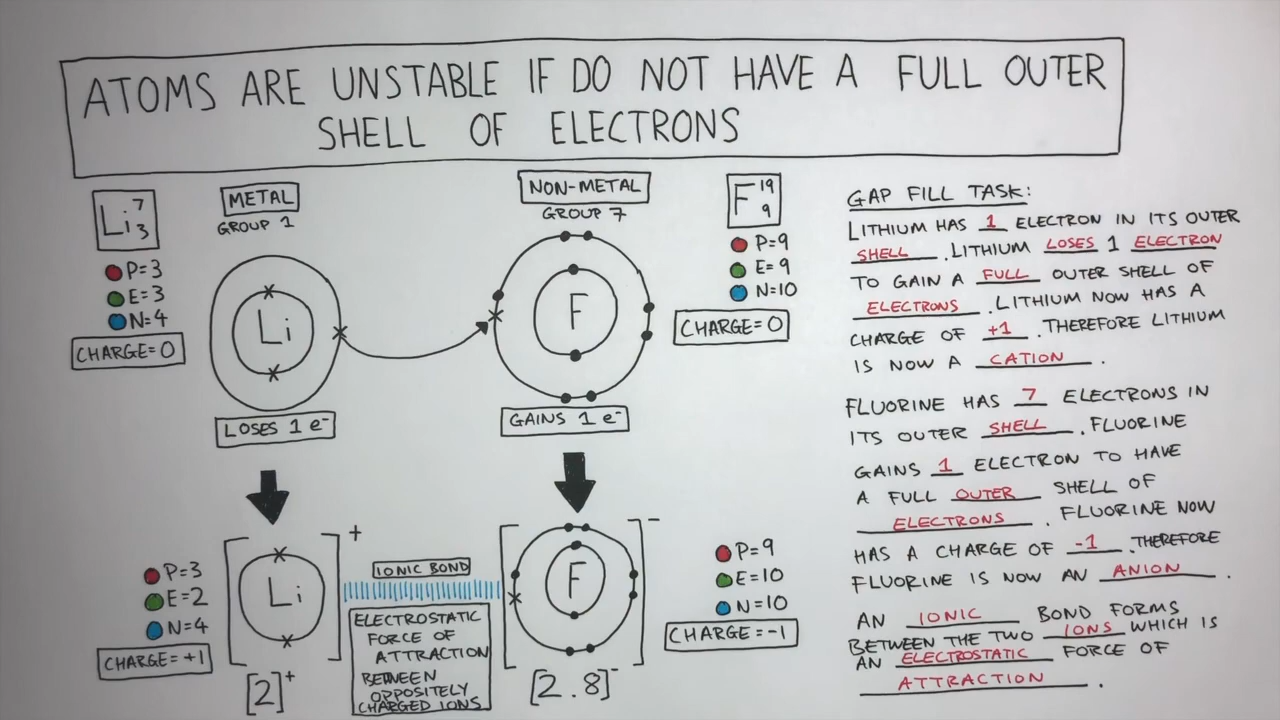 ATOMS ARE UNSTABLE IF DO NOT HAVE A FULL OUTER
SHELL OF ELECTRONS
Li 7 3
METAL
GROUP 1
NON-METAL
GROUP 7
F 19 9
P=3
E=3
N=4
CHARGE=0
Li
F
P=9
E=9
N=10
CHARGE=0
LOSES 1 e-
GAINS 1 e-
P=3
E=2
N=4
CHARGE=+1
Li
+
IONIC BOND
ELECTROSTATIC
FORCE OF
ATTRACTION
BETWEEN
OPPOSITELY
CHARGED IONS
F
-
P=9
E=10
N=10
CHARGE=-1
[2]+
[2.8]-
GAP FILL TASK:
LITHIUM HAS 1 ELECTRON IN ITS OUTER
SHELL. LITHIUM LOSES 1 ELECTRON
TO GAIN A FULL OUTER SHELL OF
ELECTRONS. LITHIUM NOW HAS A
CHARGE OF +1. THEREFORE LITHIUM
IS NOW A CATION.
FLUORINE HAS 7 ELECTRONS IN
ITS OUTER SHELL. FLUORINE
GAINS 1 ELECTRON TO HAVE
A FULL OUTER SHELL OF
ELECTRONS. FLUORINE NOW
HAS A CHARGE OF -1. THEREFORE
FLUORINE IS NOW AN ANION.
AN IONIC BOND FORMS
BETWEEN THE TWO IONS WHICH IS
AN ELECTROSTATIC FORCE OF
ATTRACTION.